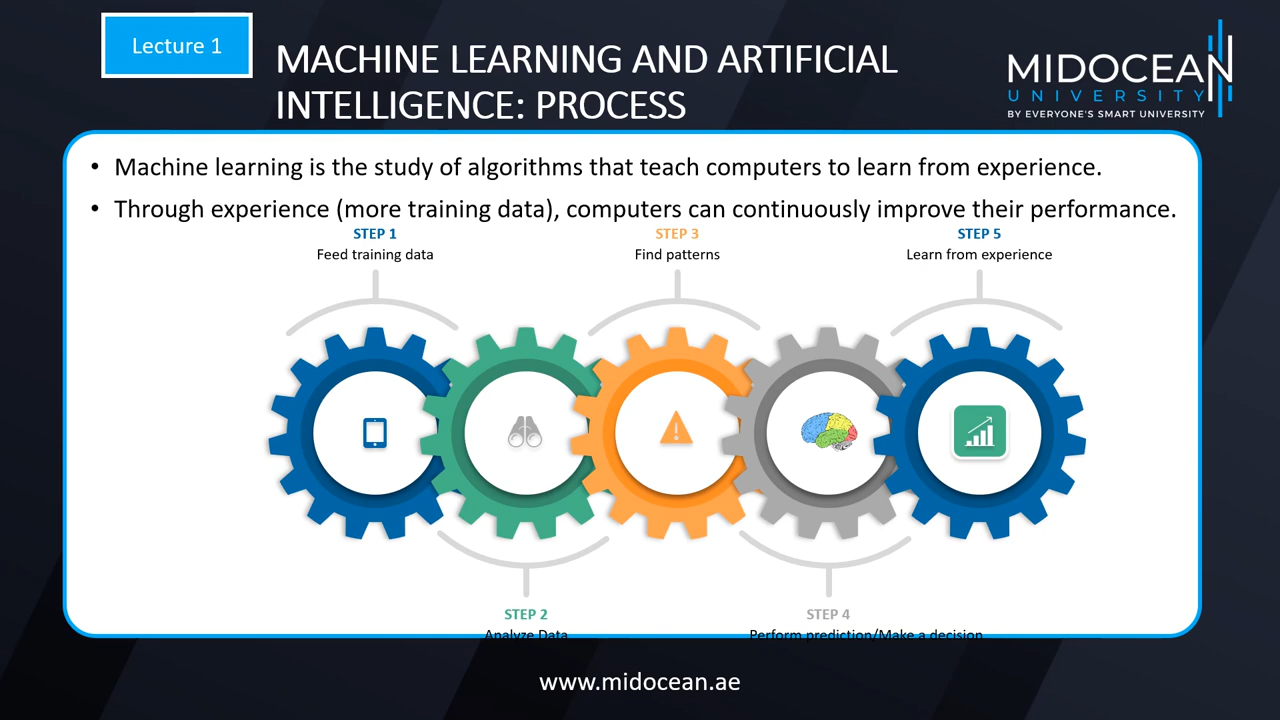 Lecture 1
MACHINE LEARNING AND ARTIFICIAL
INTELLIGENCE: PROCESS
MIDOCEAN
UNIVERSITY
BY EVERYONE'S SMART UNIVERSITY
• Machine learning is the study of algorithms that teach computers to learn from experience.
• Through experience (more training data), computers can continuously improve their performance.
STEP 1
Feed training data
STEP 3
Find patterns
STEP 5
Learn from experience
STEP 2
Analyze Data
STEP 4
Perform prediction/Make a decision
www.midocean.ae